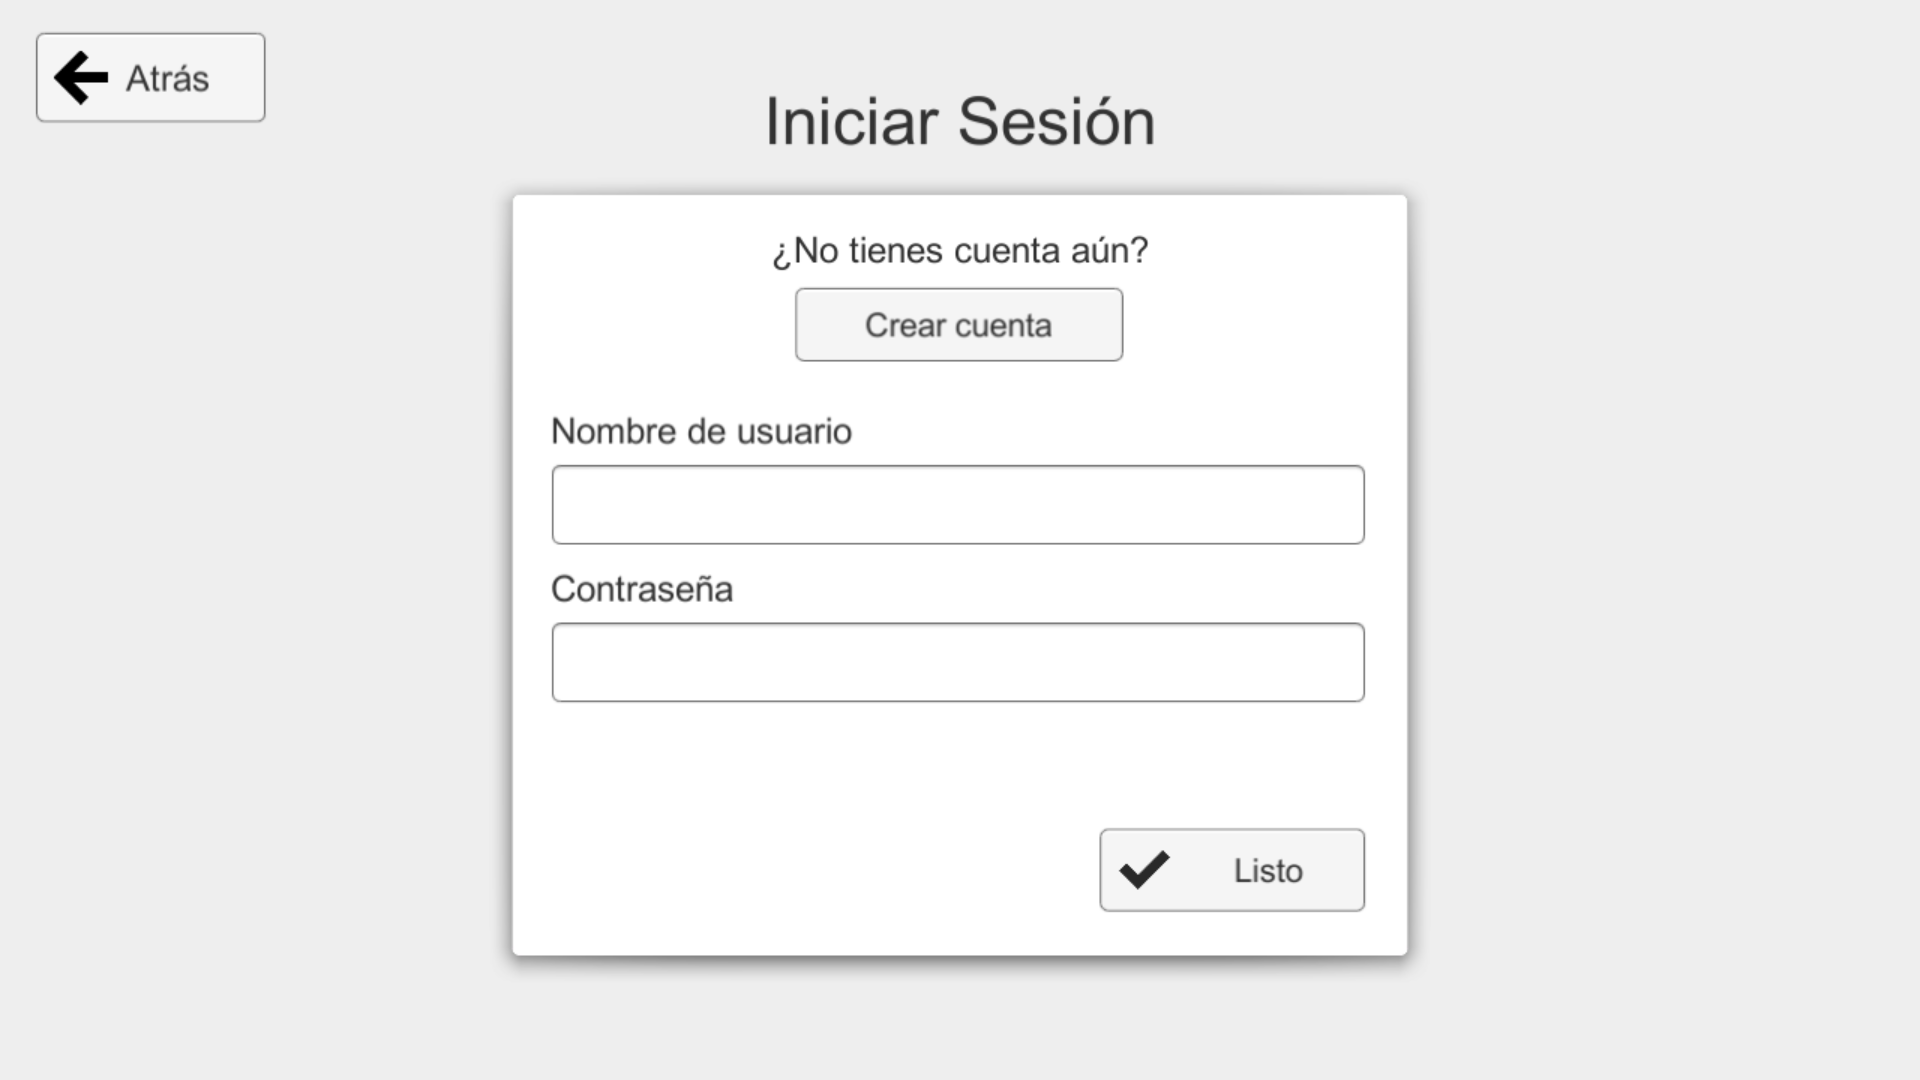 Atrás
Iniciar Sesión
¿No tienes cuenta aún?
Crear cuenta
Nombre de usuario
Contraseña
Listo